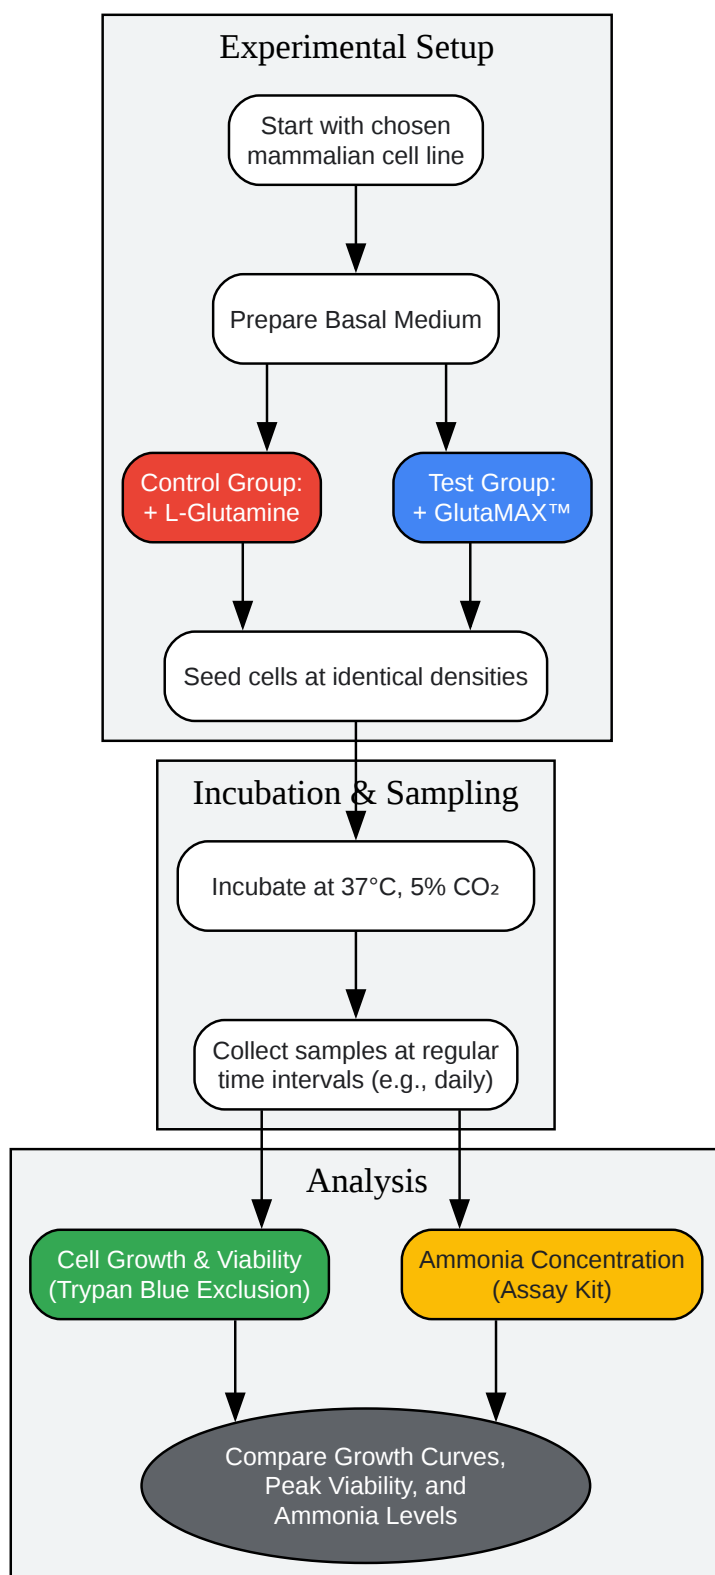 Experimental Setup
Start with chosen
mammalian cell line
Prepare Basal Medium
Control Group:
+ L-Glutamine
Test Group:
+ GlutaMAX™
Seed cells at identical densities
Incubation & Sampling
Incubate at 37°C, 5% CO₂
Collect samples at regular
time intervals (e.g., daily)
Analysis
Cell Growth & Viability
(Trypan Blue Exclusion)
Ammonia Concentration
(Assay Kit)
Compare Growth Curves,
Peak Viability, and
Ammonia Levels